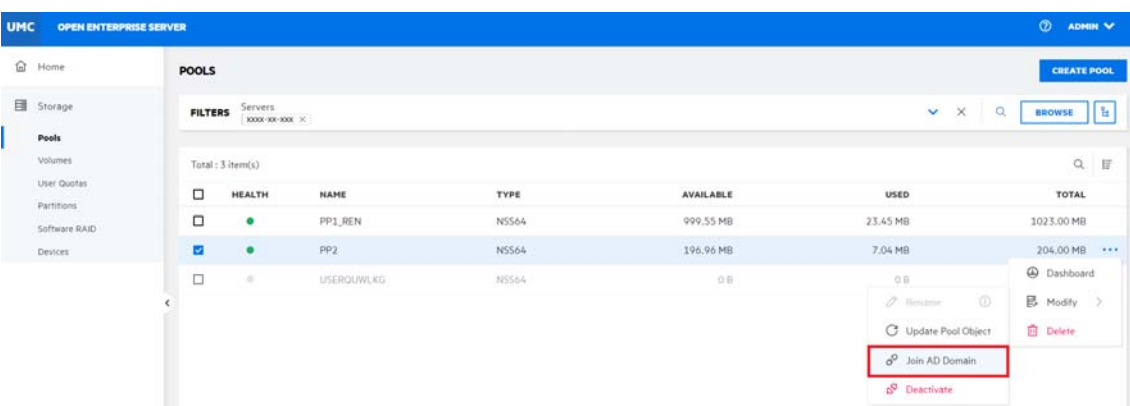 UMC OPEN ENTERPRISE SERVER ADMIN
Home
Storage
Pools
Volumes
User Quotas
Partitions
Software RAID
Devices
POOLS CREATE POOL
FILTERS Servers xxxx-xx-xxx BROWSE
Total : 3 item(s)
HEALTH NAME TYPE AVAILABLE USED TOTAL
PP1_REN NSS64 999.55 MB 23.45 MB 1023.00 MB
PP2 NSS64 196.96 MB 7.04 MB 204.00 MB
USERQUWLKG NSS64 0 B 0 B
Dashboard
Modify
Delete
Rename
Update Pool Object
Join AD Domain
Deactivate